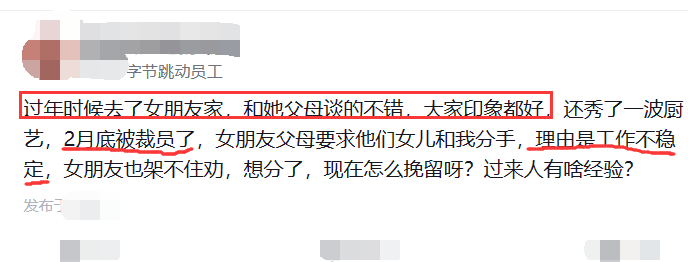 字节跳动员工
过年时候去了女朋友家，和她父母谈的不错，大家印象都好，还秀了一波厨
艺，2月底被裁员了，女朋友父母要求他们女儿和我分手，理由是工作不稳
定，女朋友也架不住劝，想分了，现在怎么挽留呀？过来人有啥经验？
发布于